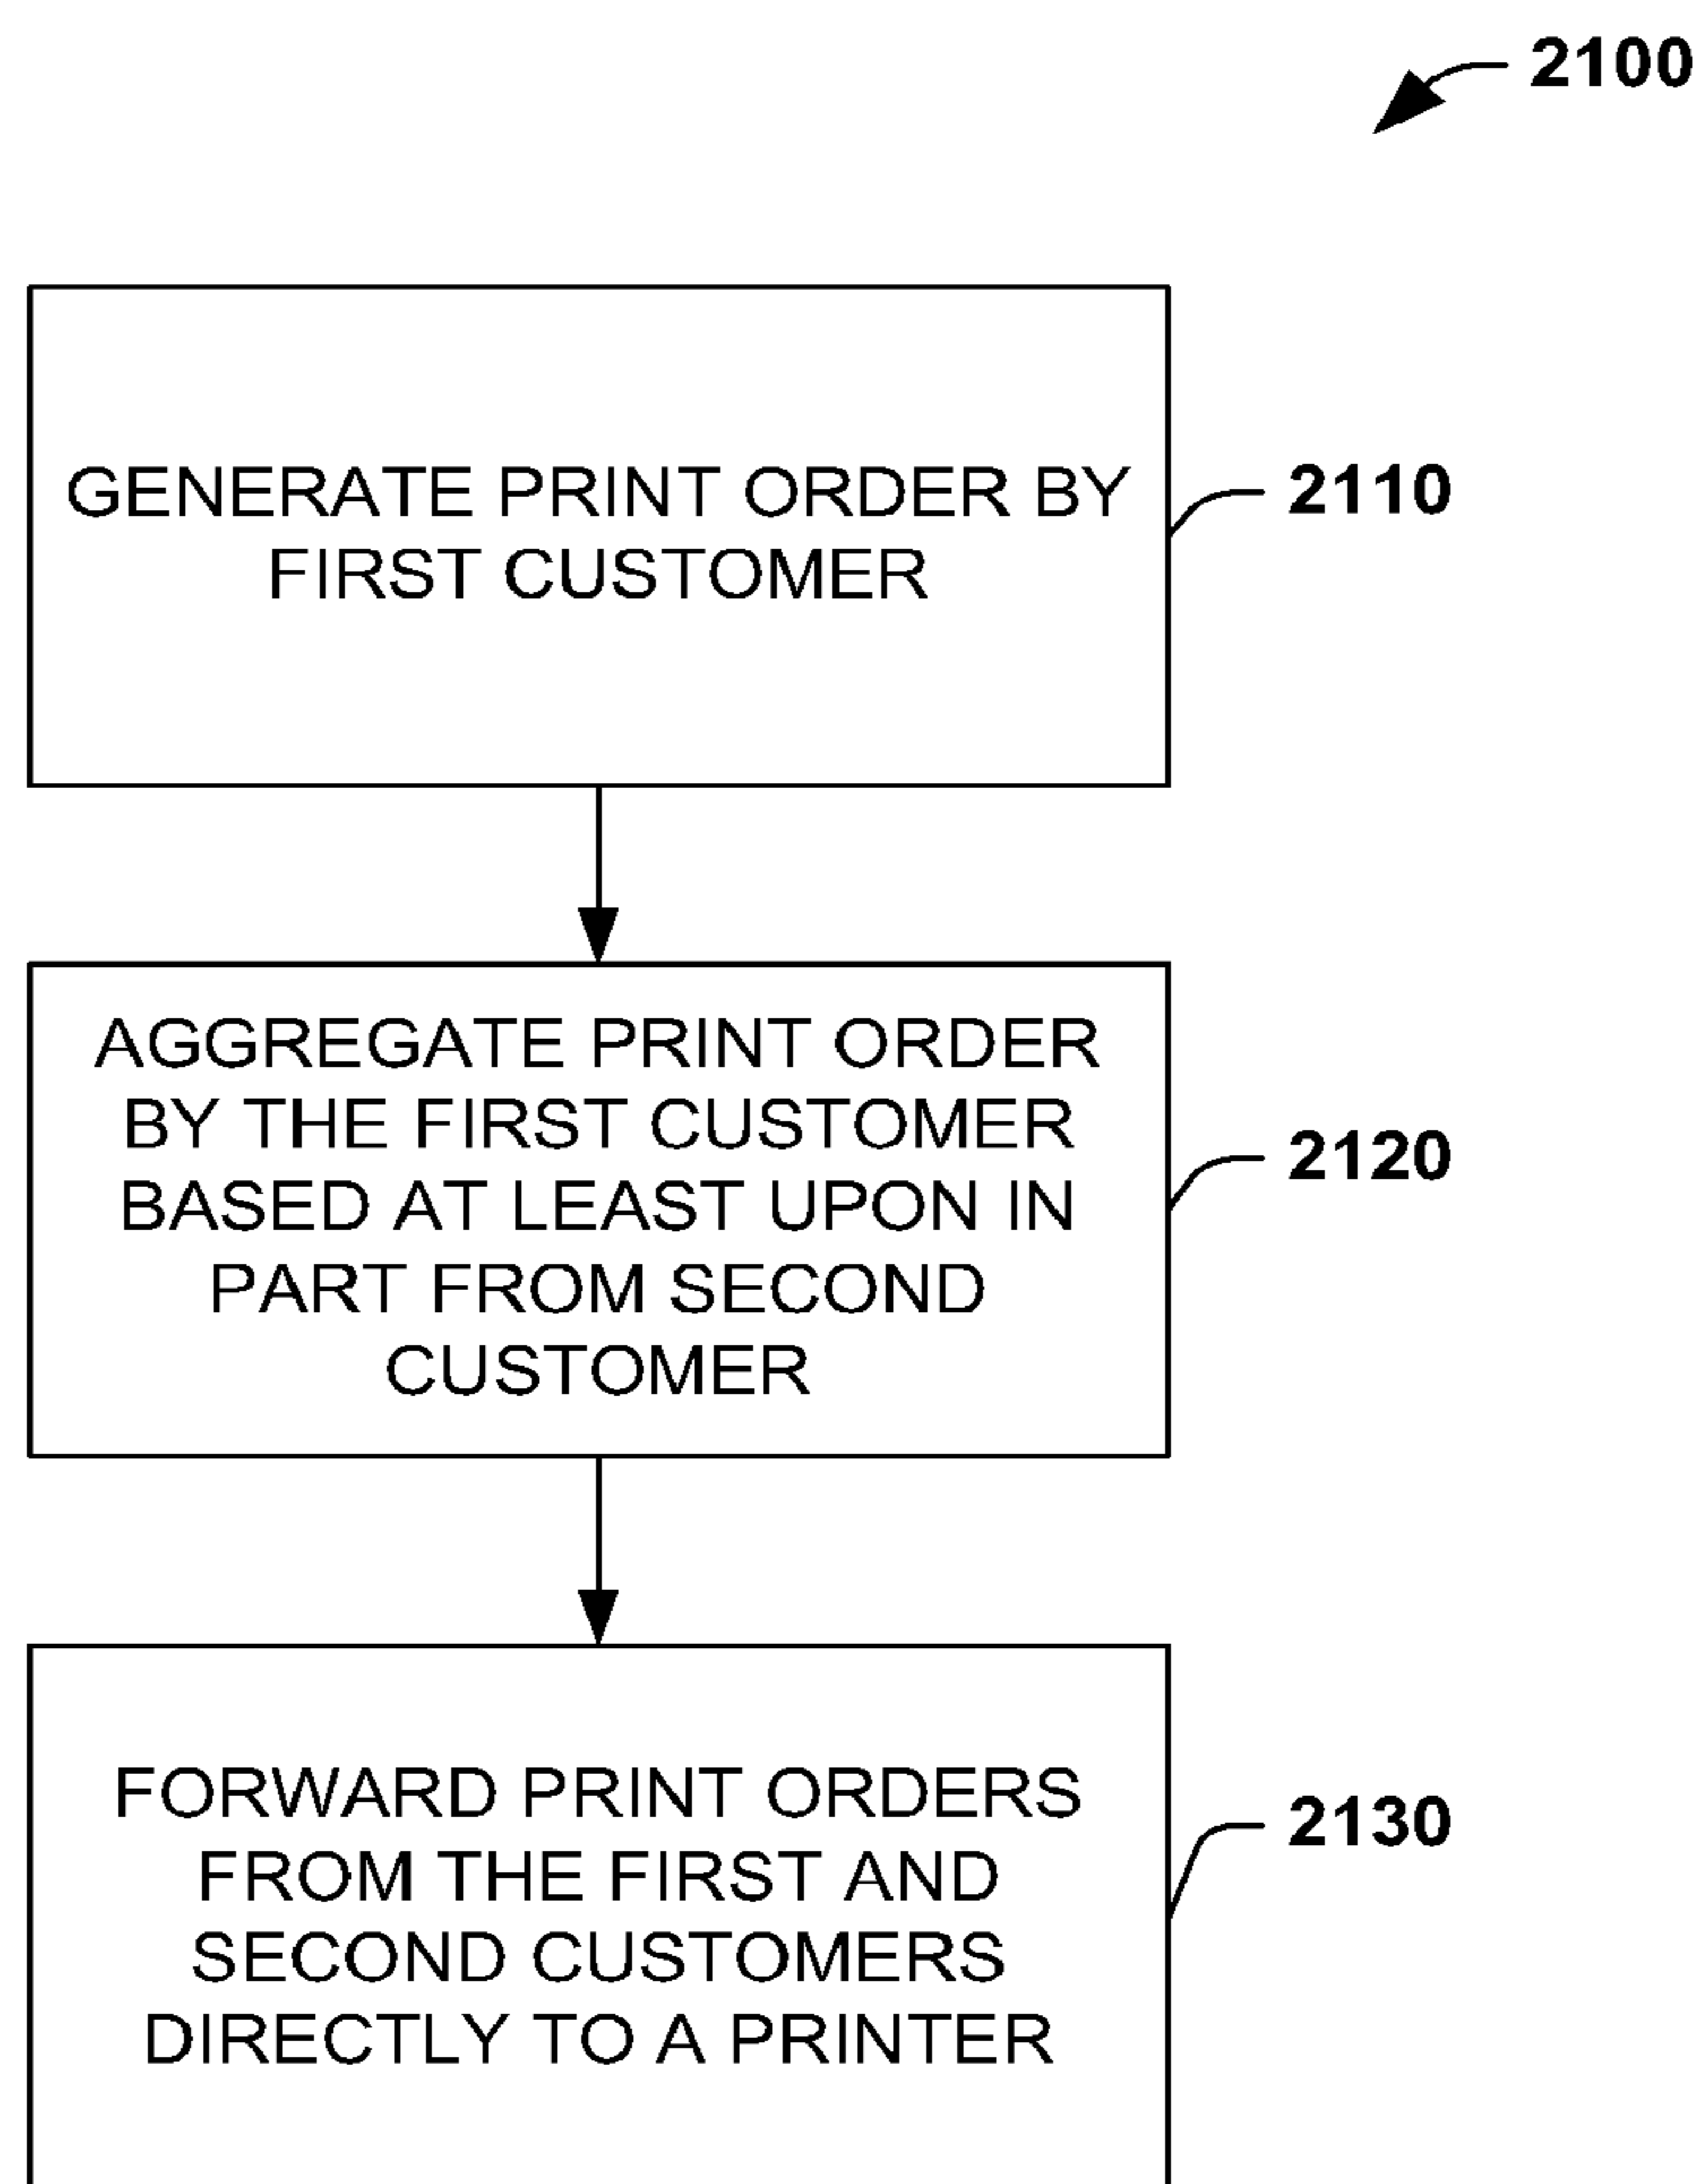 2100
GENERATE PRINT ORDER BY
FIRST CUSTOMER
2110
AGGREGATE PRINT ORDER
BY THE FIRST CUSTOMER
BASED AT LEAST UPON IN
PART FROM SECOND
CUSTOMER
2120
FORWARD PRINT ORDERS
FROM THE FIRST AND
SECOND CUSTOMERS
DIRECTLY TO A PRINTER
2130